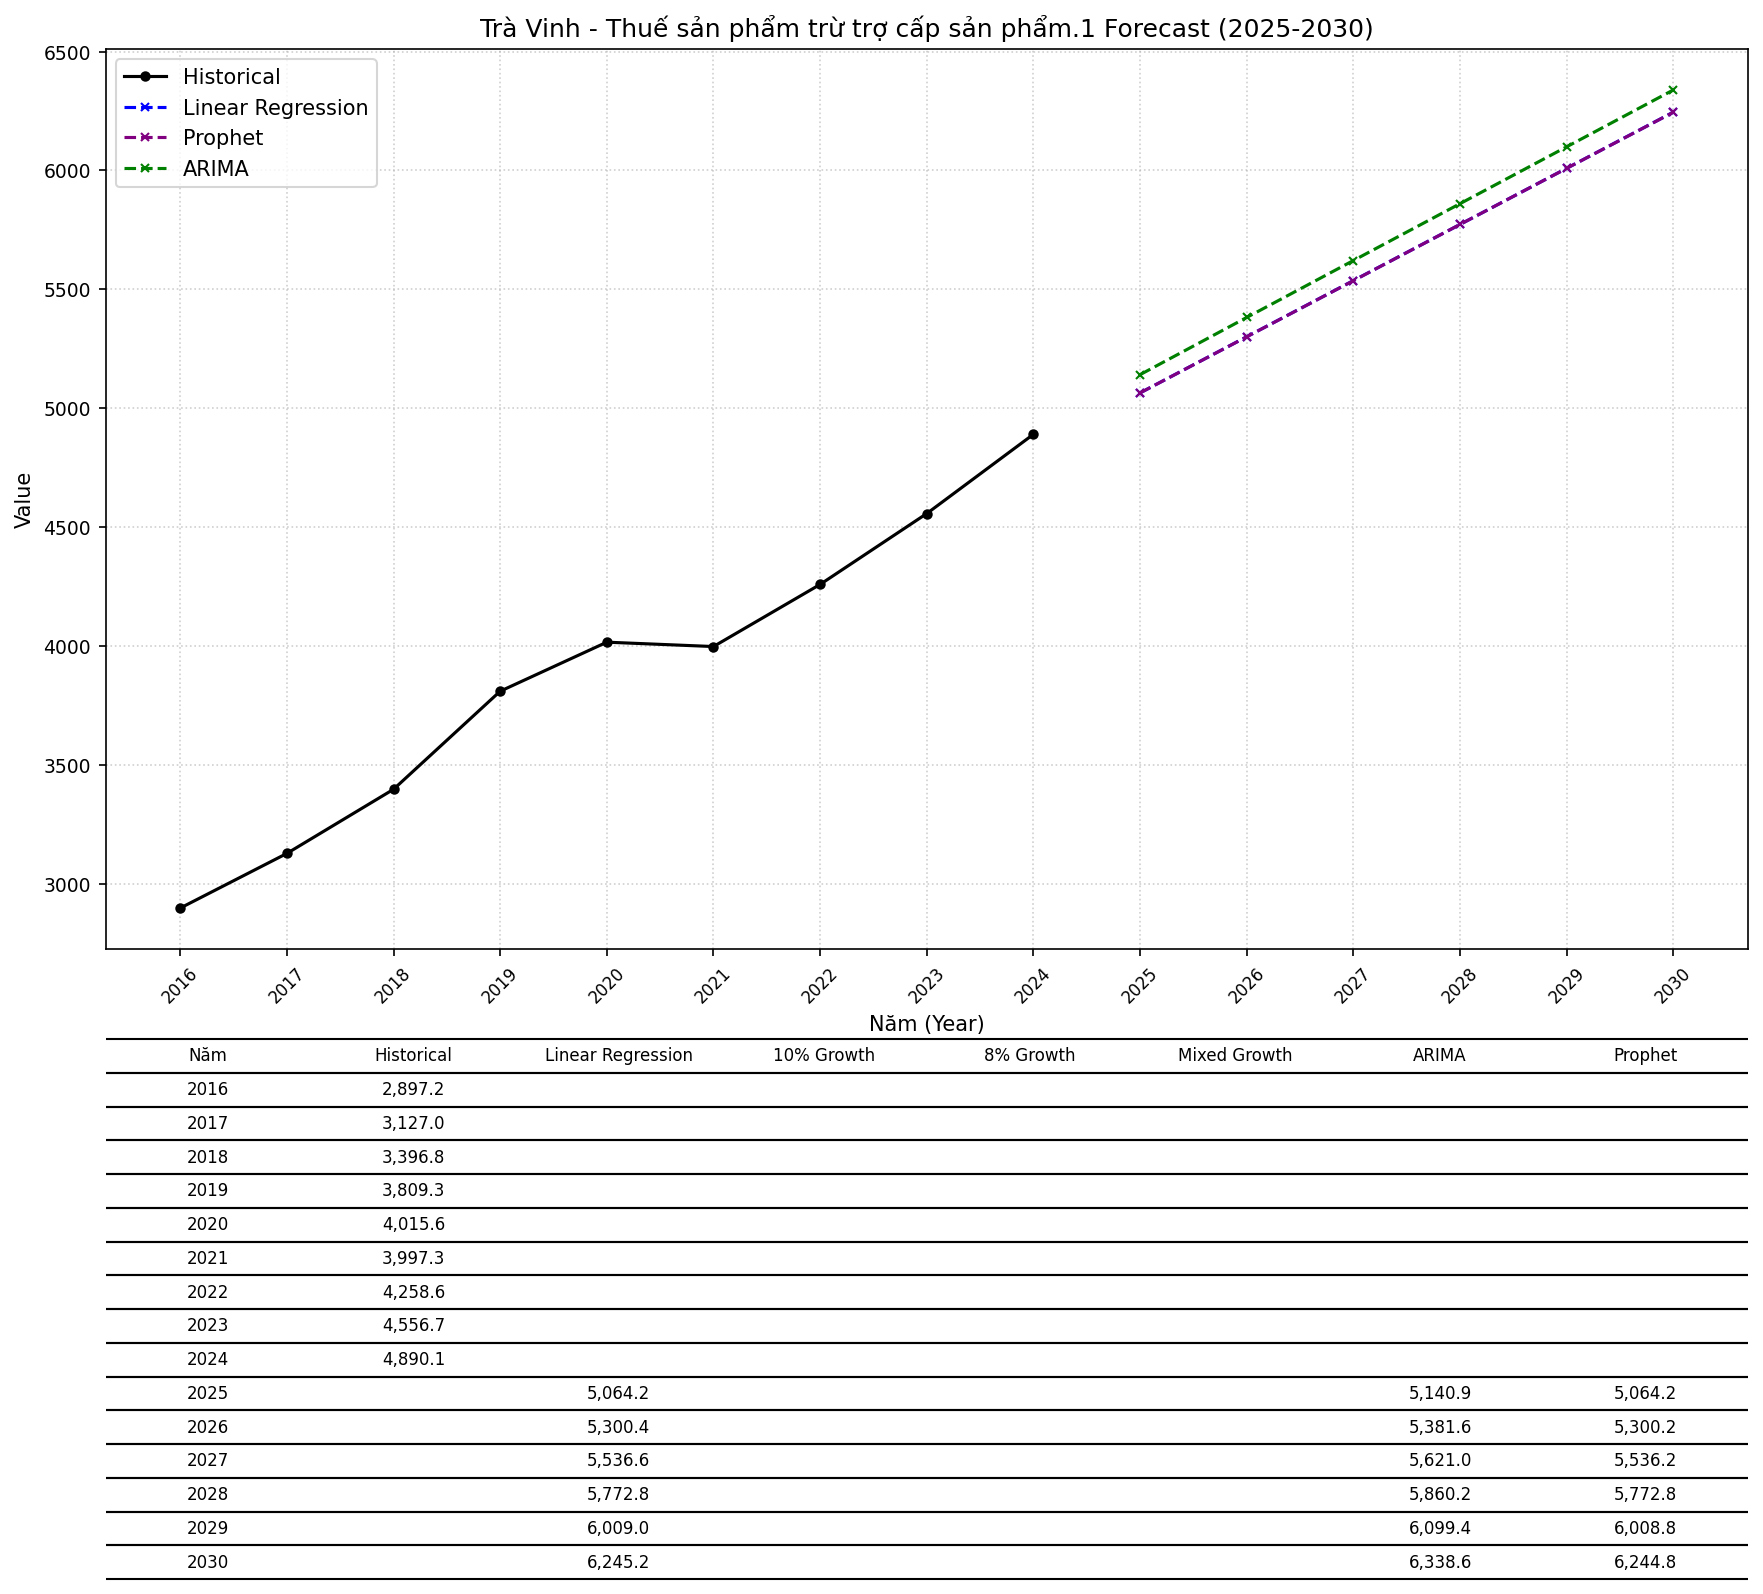 Trà Vinh - Thuế sản phẩm trừ trợ cấp sản phẩm.1 Forecast (2025-2030)
Historical
Linear Regression
Prophet
ARIMA
6500
6000
5500
5000
4500
4000
3500
3000
Value
2016 2017 2018 2019 2020 2021 2022 2023 2024 2025 2026 2027 2028 2029 2030
Năm (Year)
Năm Historical Linear Regression 10% Growth 8% Growth Mixed Growth ARIMA Prophet
2016 2,897.2
2017 3,127.0
2018 3,396.8
2019 3,809.3
2020 4,015.6
2021 3,997.3
2022 4,258.6
2023 4,556.7
2024 4,890.1
2025 5,064.2 5,140.9 5,064.2
2026 5,300.4 5,381.6 5,300.2
2027 5,536.6 5,621.0 5,536.2
2028 5,772.8 5,860.2 5,772.8
2029 6,009.0 6,099.4 6,008.8
2030 6,245.2 6,338.6 6,244.8